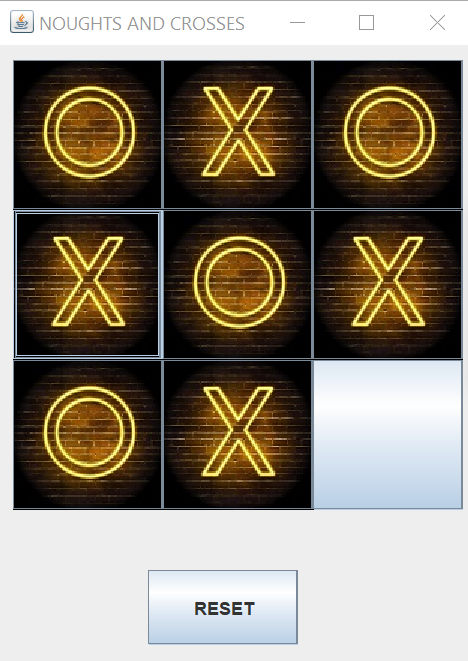 NOUGHTS AND CROSSES
O X O
X O X
O X
RESET